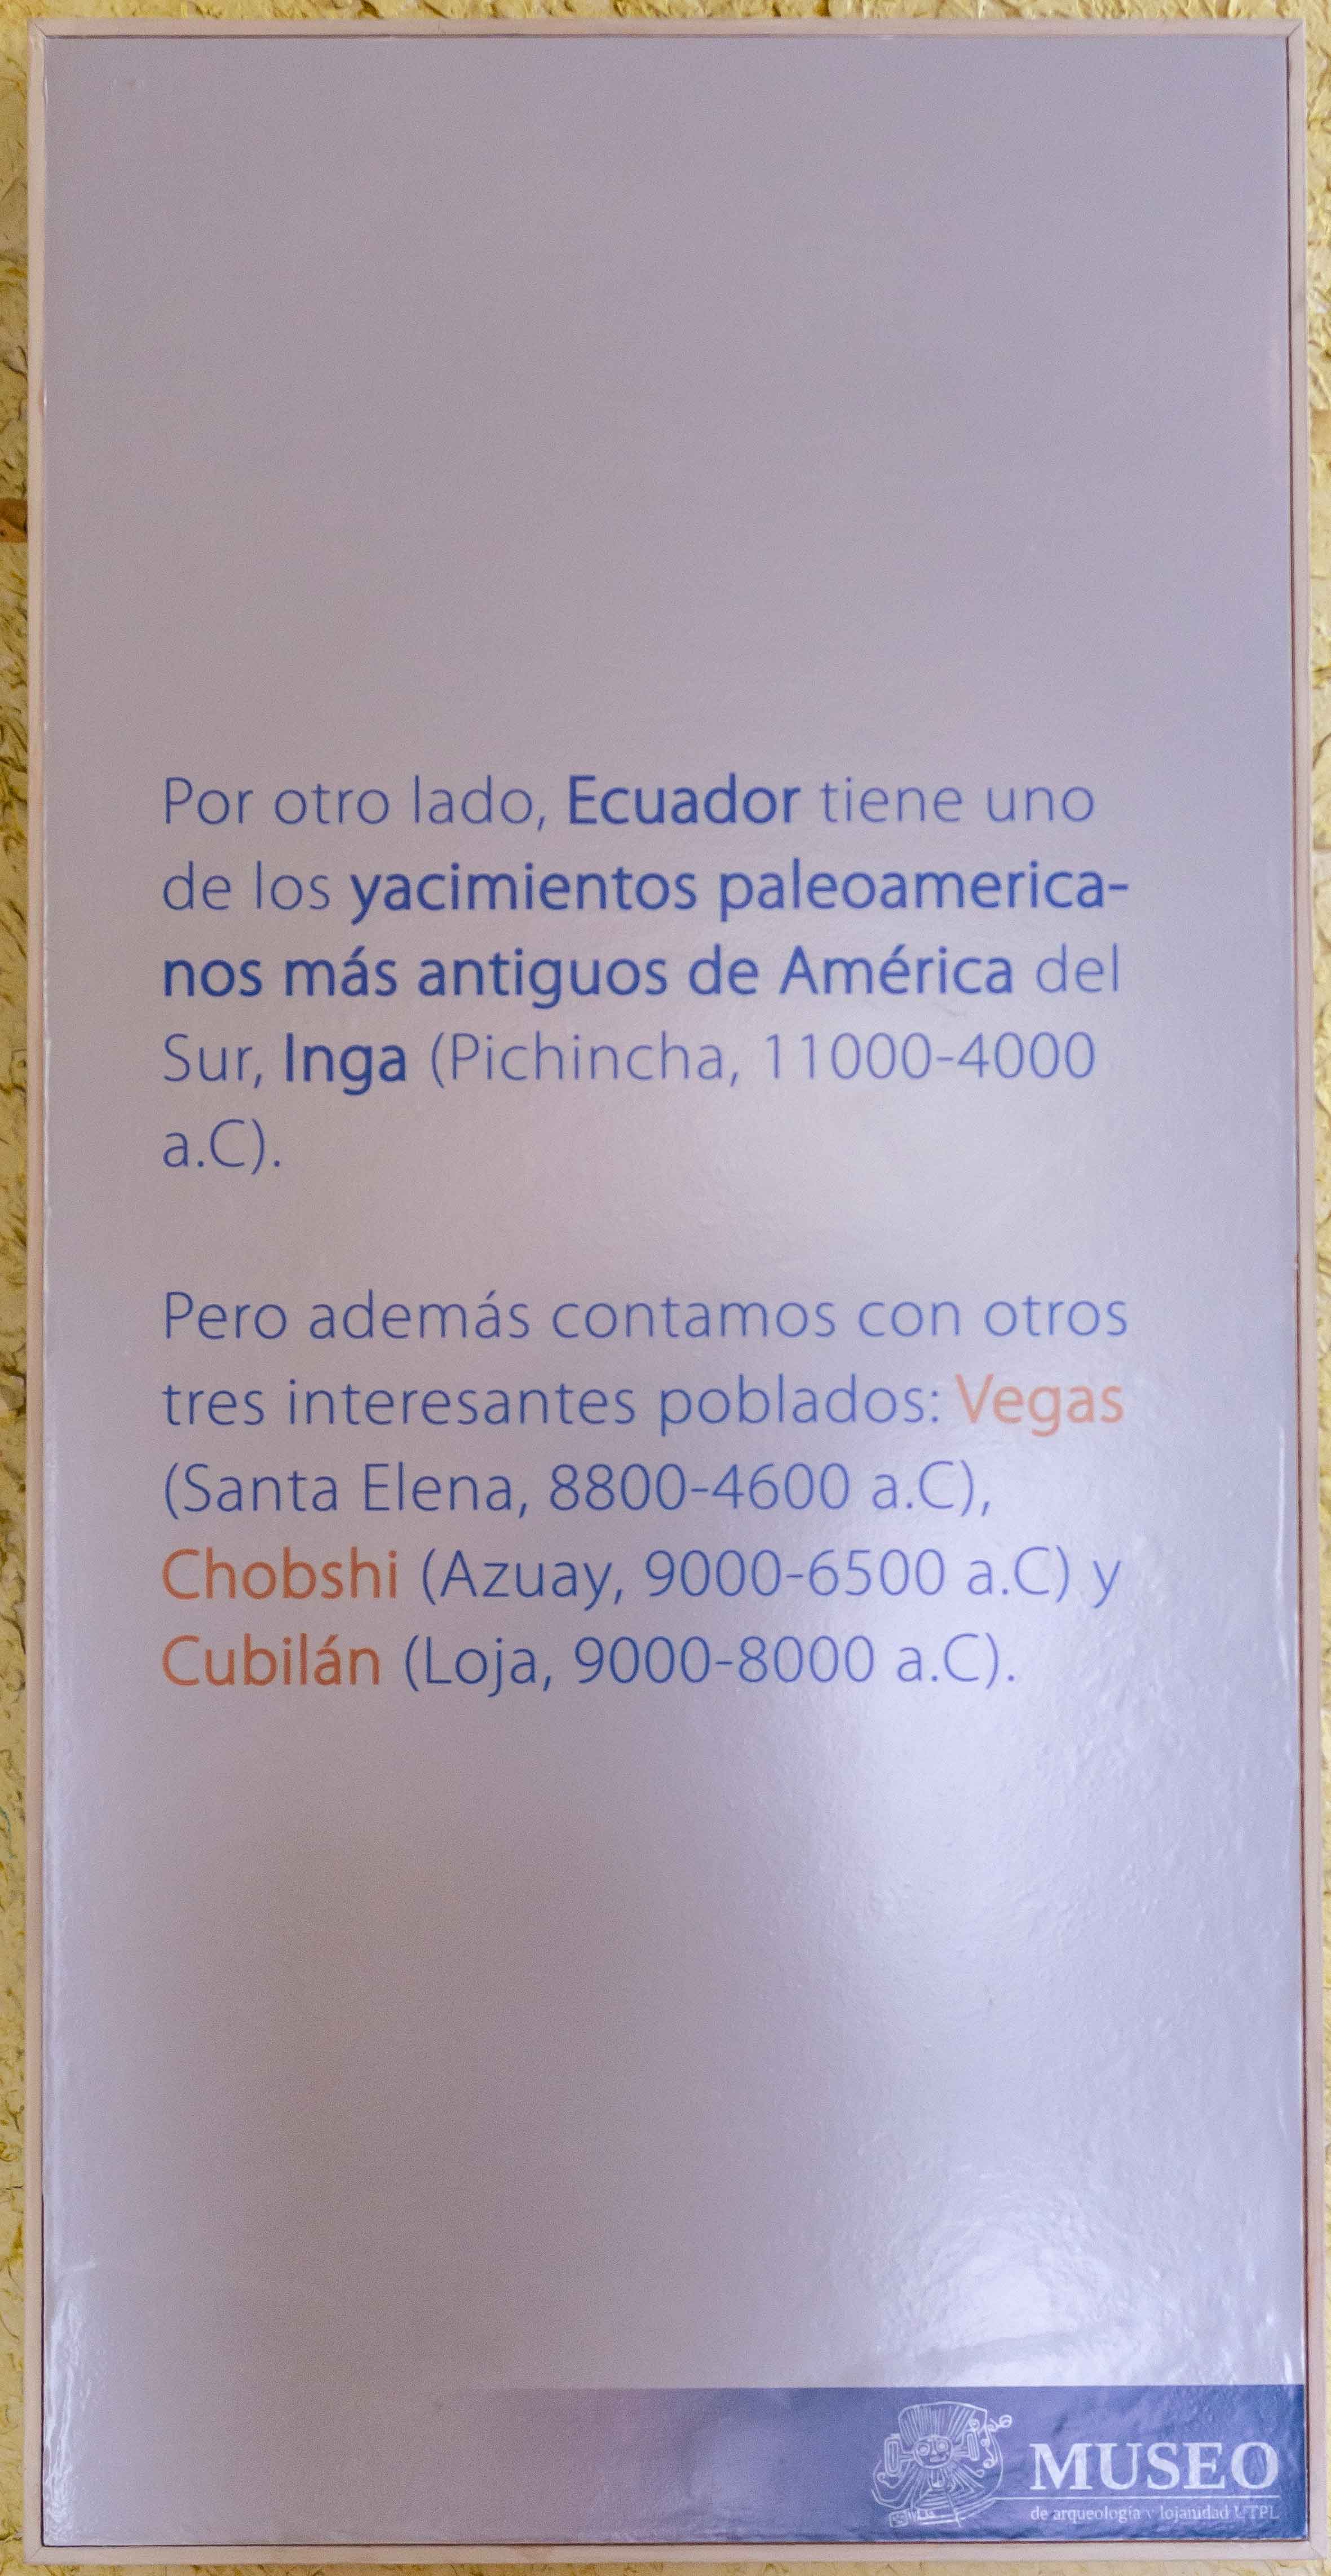 Por otro lado, Ecuador tiene uno
de los yacimientos paleoamerica-
nos más antiguos de América del
Sur, Inga (Pichincha, 11000-4000
a.C).
Pero además contamos con otros
tres interesantes poblados: Vegas
(Santa Elena, 8800-4600 a.C),
Chobshi (Azuay, 9000-6500 a.C) y
Cubilán (Loja, 9000-8000 a.C).
MUSEO
de arqueología y lojanidad UTPL